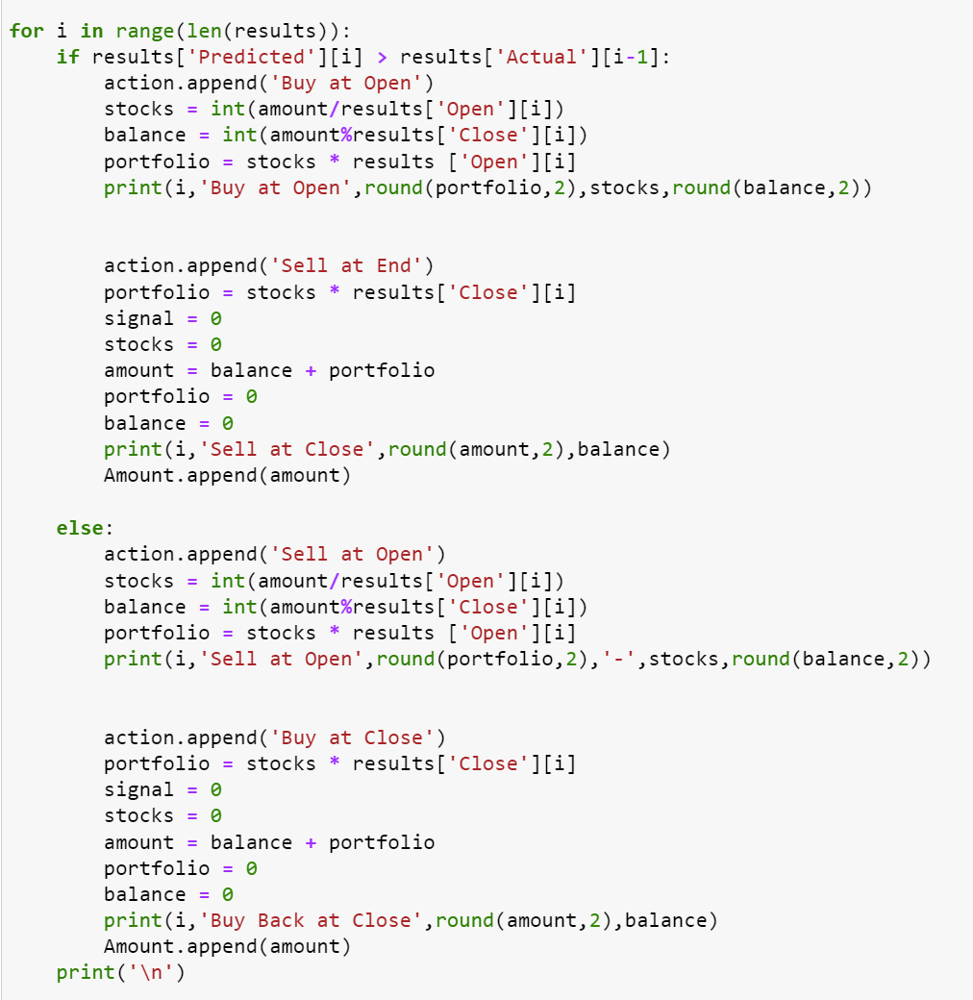 for i in range(len(results)):
    if results['Predicted'][i] > results['Actual'][i-1]:
        action.append('Buy at Open')
        stocks = int(amount/results['Open'][i])
        balance = int(amount%results['Close'][i])
        portfolio = stocks * results ['Open'][i]
        print(i,'Buy at Open',round(portfolio,2),stocks,round(balance,2))
        action.append('Sell at End')
        portfolio = stocks * results['Close'][i]
        signal = 0
        stocks = 0
        amount = balance + portfolio
        portfolio = 0
        balance = 0
        print(i,'Sell at Close',round(amount,2),balance)
        Amount.append(amount)
    else:
        action.append('Sell at Open')
        stocks = int(amount/results['Open'][i])
        balance = int(amount%results['Close'][i])
        portfolio = stocks * results ['Open'][i]
        print(i,'Sell at Open',round(portfolio,2),'-',stocks,round(balance,2))
        action.append('Buy at Close')
        portfolio = stocks * results['Close'][i]
        signal = 0
        stocks = 0
        amount = balance + portfolio
        portfolio = 0
        balance = 0
        print(i,'Buy Back at Close',round(amount,2),balance)
        Amount.append(amount)
    print('\n')